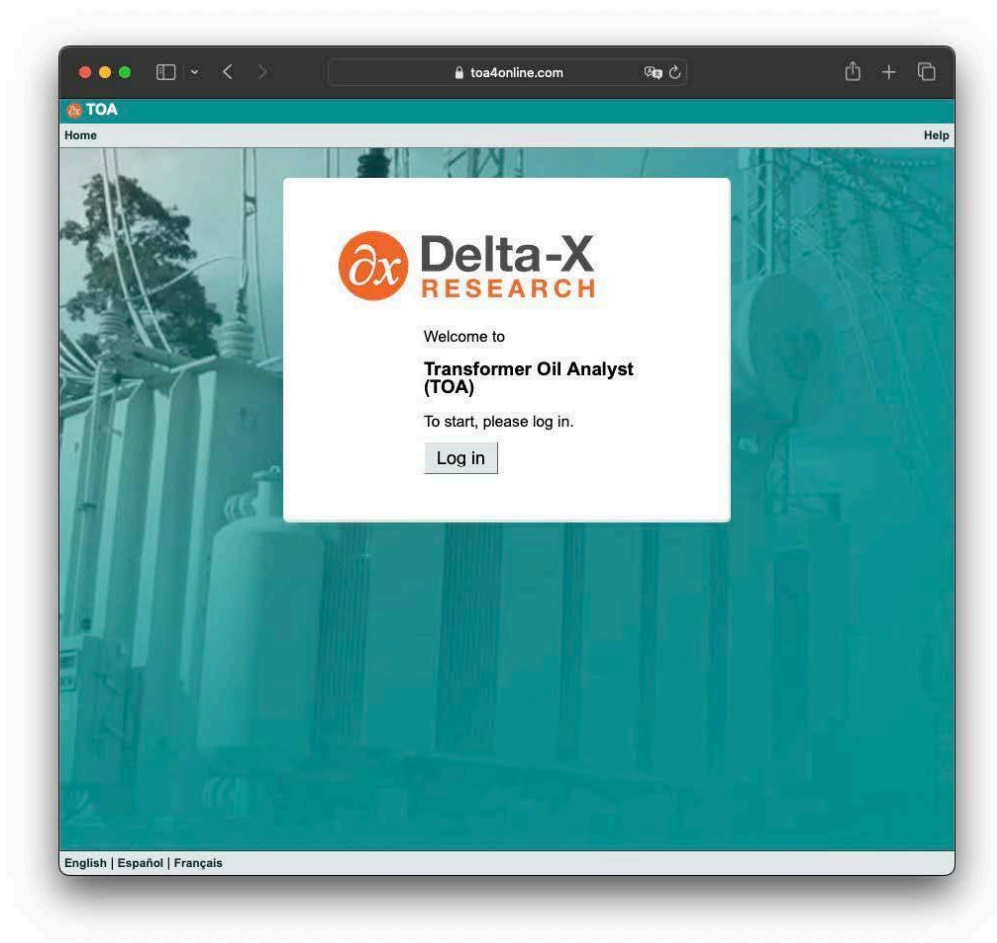 toa4online.com
∂x TOA
Home
Help
∂x Delta-X
RESEARCH
Welcome to
Transformer Oil Analyst
(TOA)
To start, please log in.
Log in
English | Español | Français